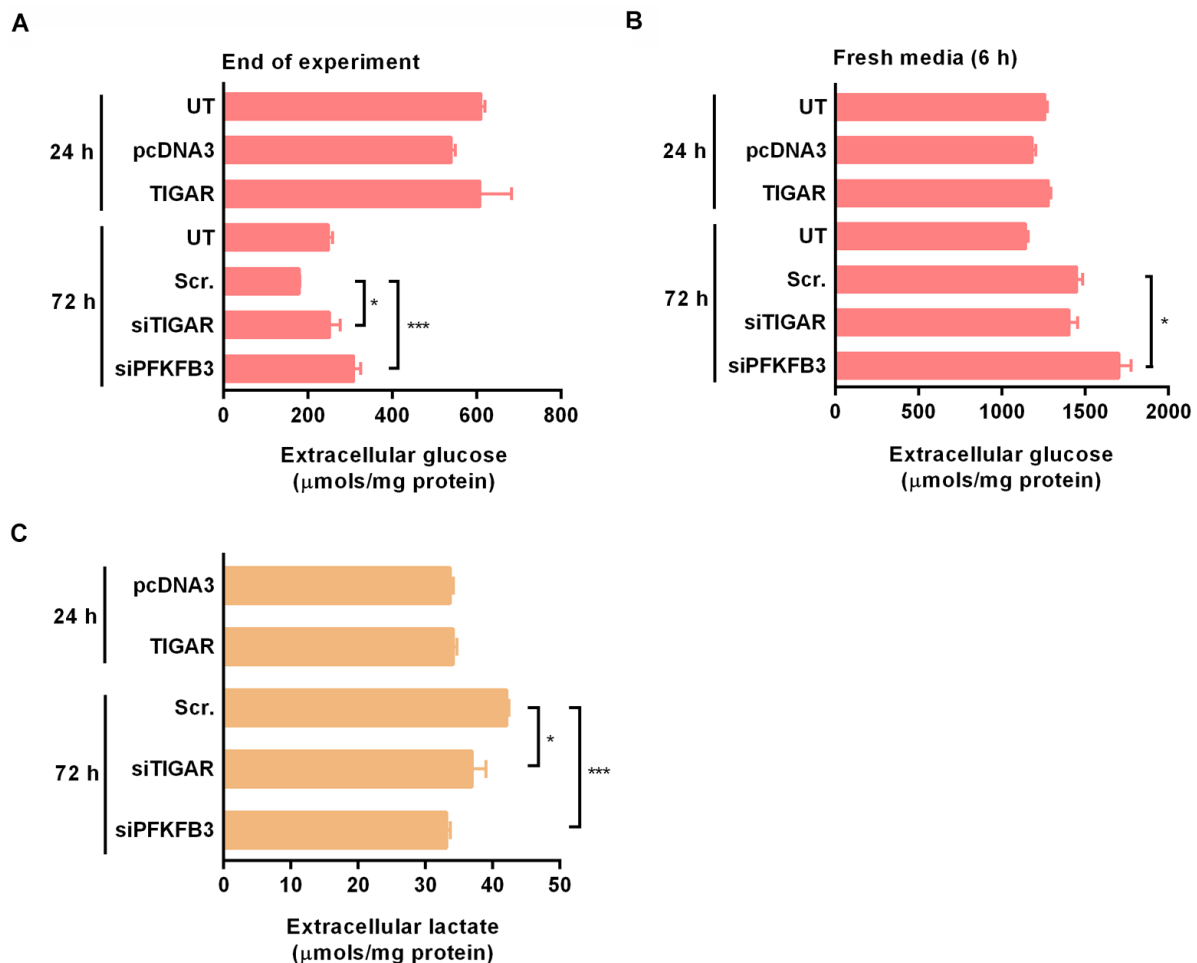 A
End of experiment
24 h
UT
pcDNA3
TIGAR
72 h
UT
Scr.
siTIGAR
siPFKFB3
*
***
0 200 400 600 800
Extracellular glucose
(μmols/mg protein)
B
Fresh media (6 h)
24 h
UT
pcDNA3
TIGAR
72 h
UT
Scr.
siTIGAR
siPFKFB3
*
0 500 1000 1500 2000
Extracellular glucose
(μmols/mg protein)
C
24 h
pcDNA3
TIGAR
72 h
Scr.
siTIGAR
siPFKFB3
*
***
0 10 20 30 40 50
Extracellular lactate
(μmols/mg protein)